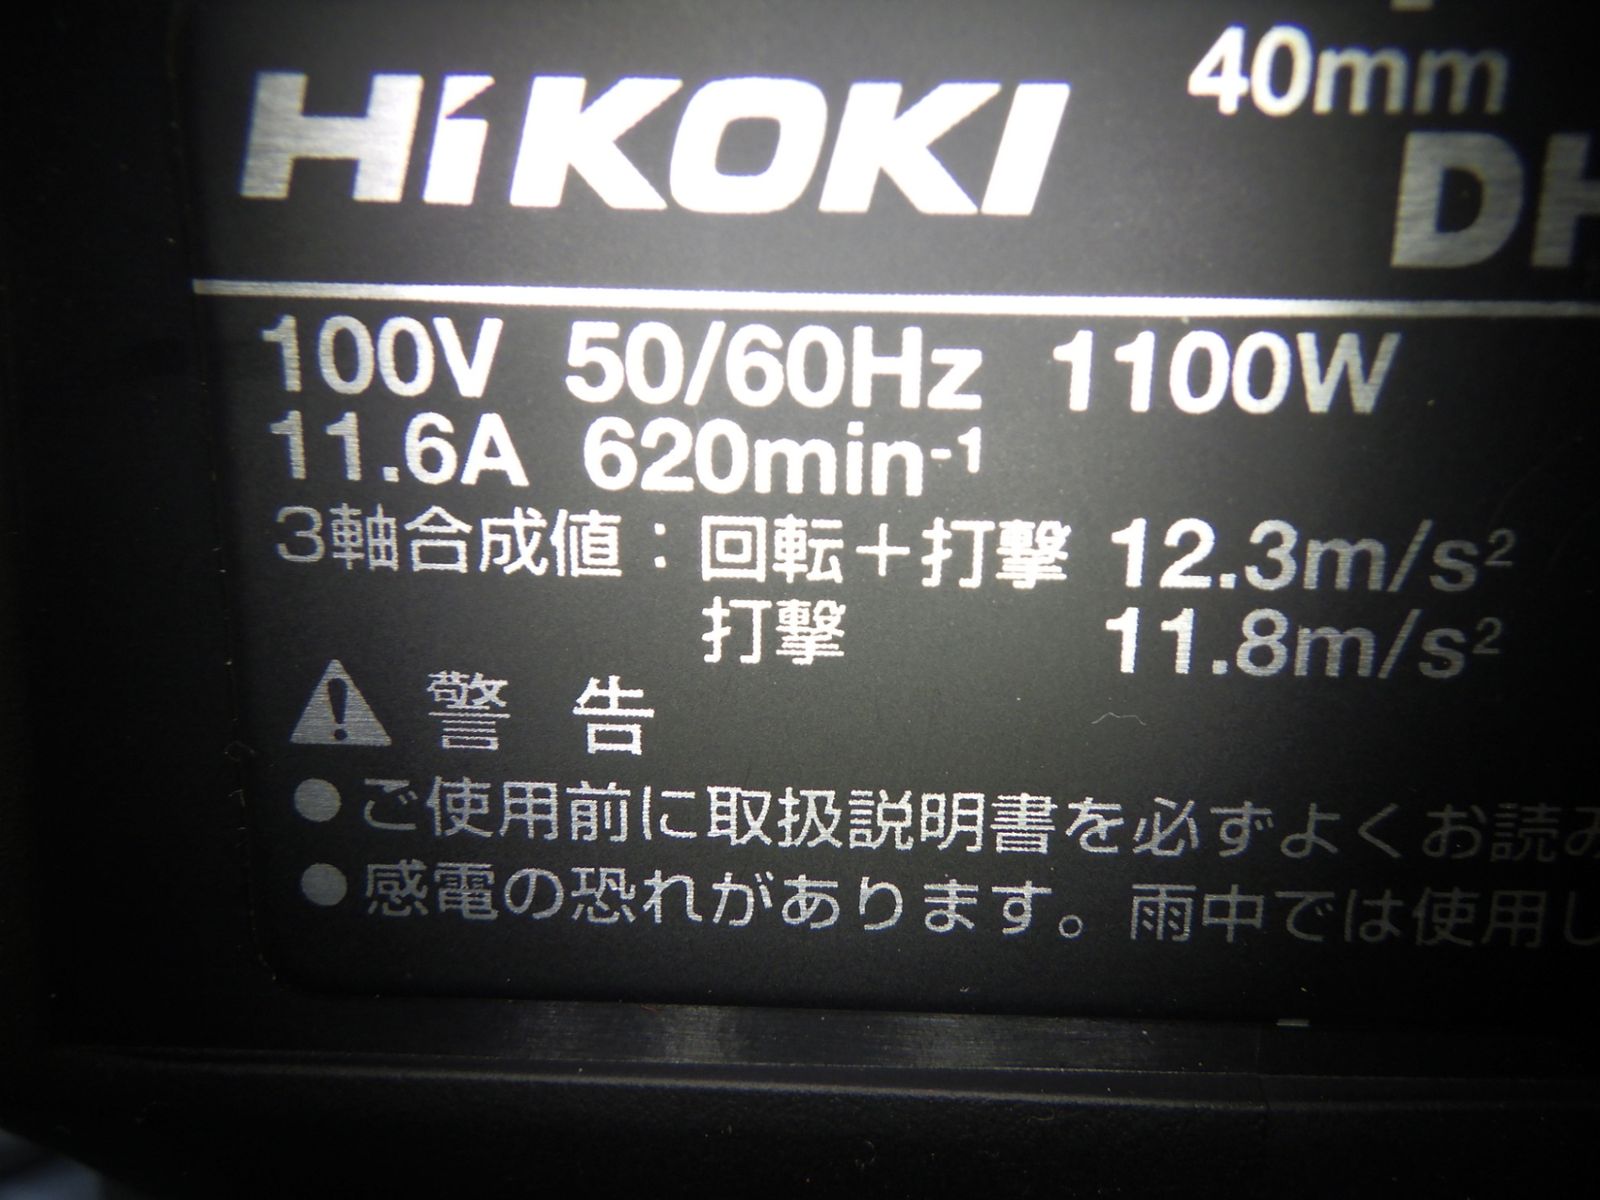 HiKOKI 40mm
DH
100V 50/60Hz 1100W
11.6A 620min⁻¹
3軸合成値：回転＋打撃 12.3m/s²
打撃 11.8m/s²
⚠ 警 告
●ご使用前に取扱説明書を必ずよくお読み
●感電の恐れがあります。雨中では使用し